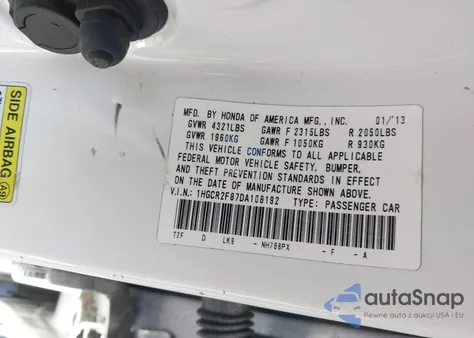 MFD. BY HONDA OF AMERICA MFG., INC. 01/13
GVWR 4321LBS GAWR F 2315LBS R 2050LBS
GVWR 1960KG GAWR F 1050KG R 930KG
THIS VEHICLE CONFORMS TO ALL APPLICABLE
FEDERAL MOTOR VEHICLE SAFETY, BUMPER,
AND THEFT PREVENTION STANDARDS IN EFFECT
ON THE DATE OF MANUFACTURE SHOWN ABOVE.
V.I.N.: 1HGCR2F87DA108192 TYPE: PASSENGER CAR
T2F D LK9 - NH788PX - F - A
SIDE AIRBAG
A9
autoSnap
Pewne auta z aukcji USA i EU